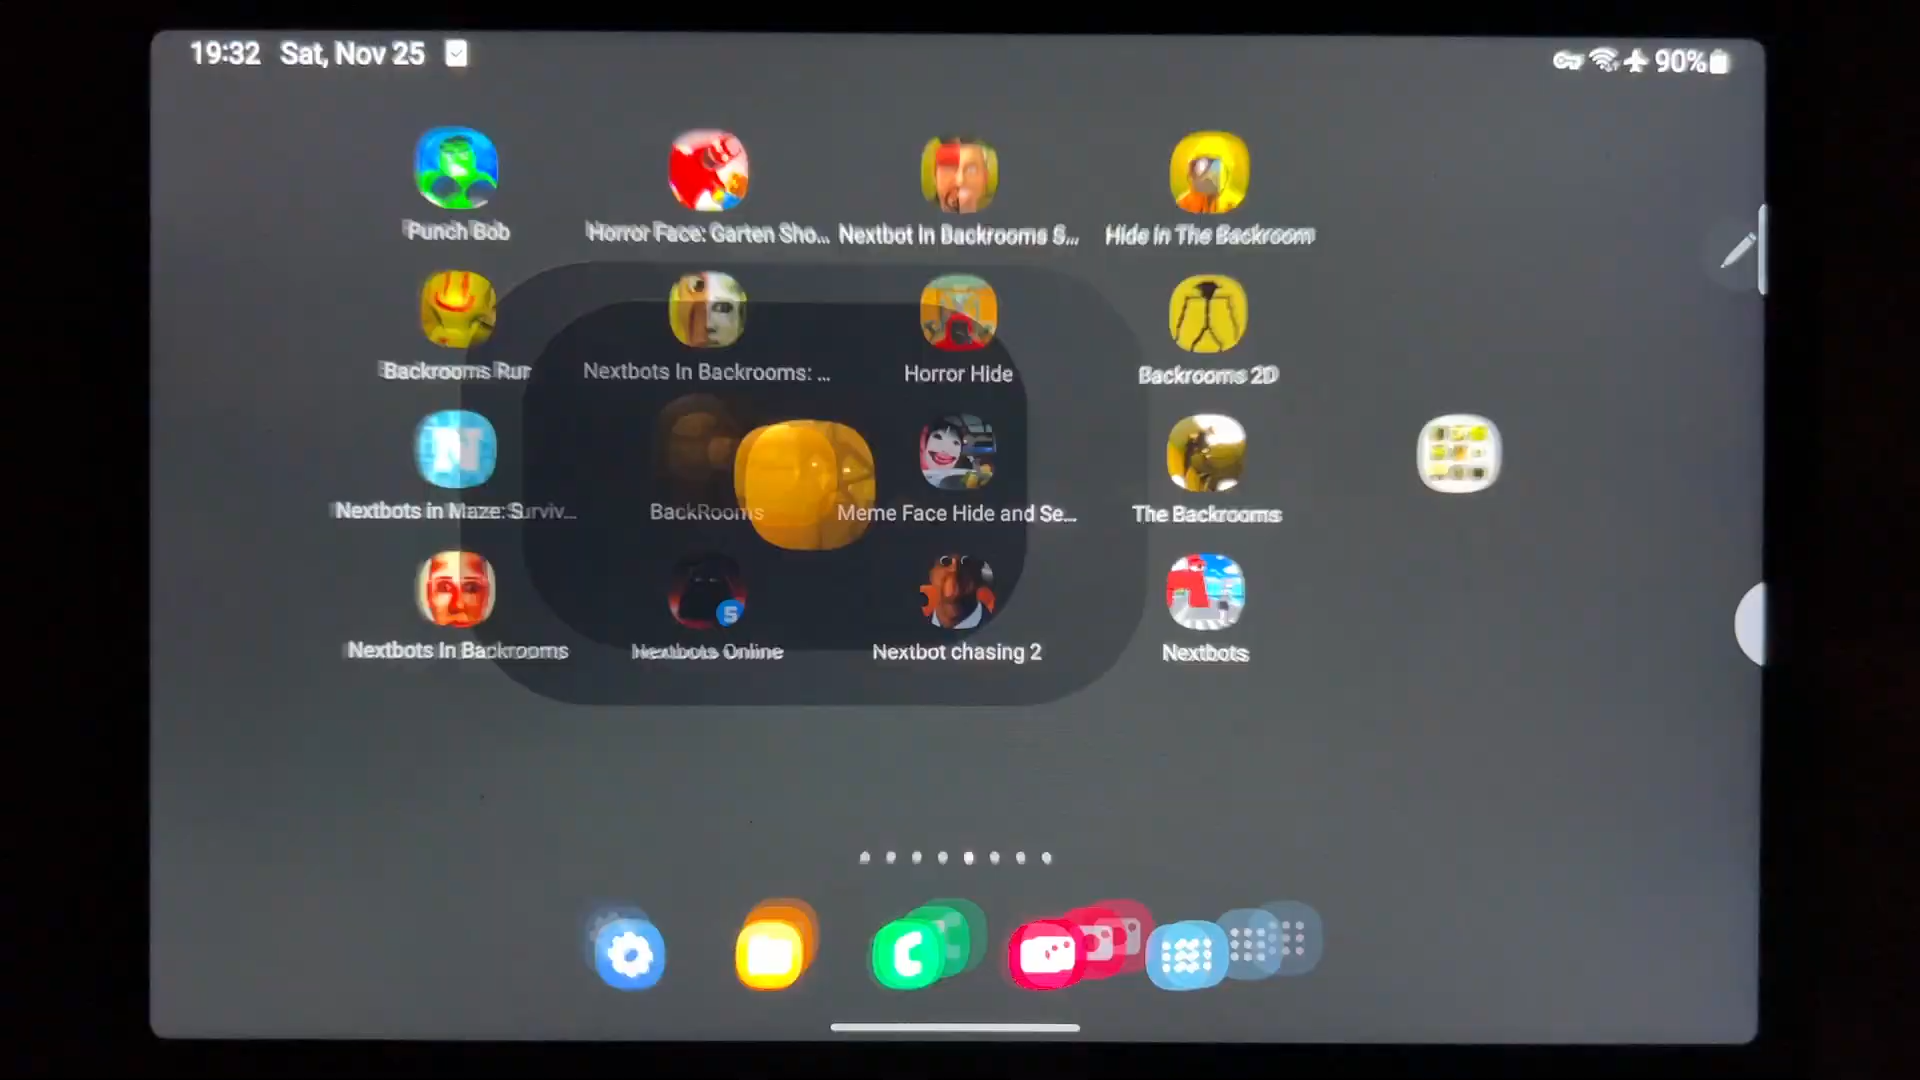 19:32 Sat, Nov 25 90%
Punch Bob
Horror Face: Garten Sho...
Nextbot In Backrooms S...
Hide in The Backroom
Backrooms Run
Nextbots In Backrooms: ...
Horror Hide
Backrooms 2D
Nextbots in Maze: Surviv...
BackRooms
Meme Face Hide and Se...
The Backrooms
Nextbots In Backrooms
Nextbots Online
Nextbot chasing 2
Nextbots